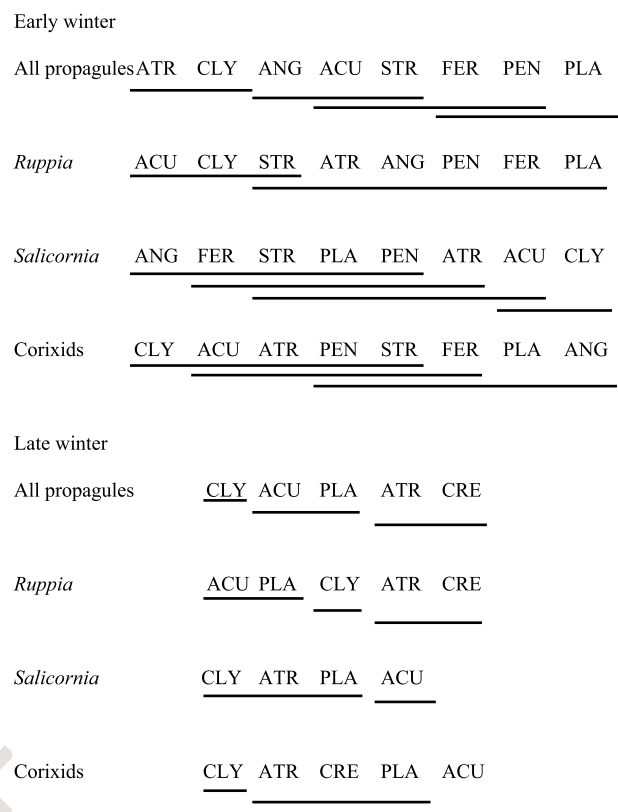 Early winter
All propagules ATR CLY ANG ACU STR FER PEN PLA
Ruppia ACU CLY STR ATR ANG PEN FER PLA
Salicornia ANG FER STR PLA PEN ATR ACU CLY
Corixids CLY ACU ATR PEN STR FER PLA ANG
Late winter
All propagules CLY ACU PLA ATR CRE
Ruppia ACU PLA CLY ATR CRE
Salicornia CLY ATR PLA ACU
Corixids CLY ATR CRE PLA ACU